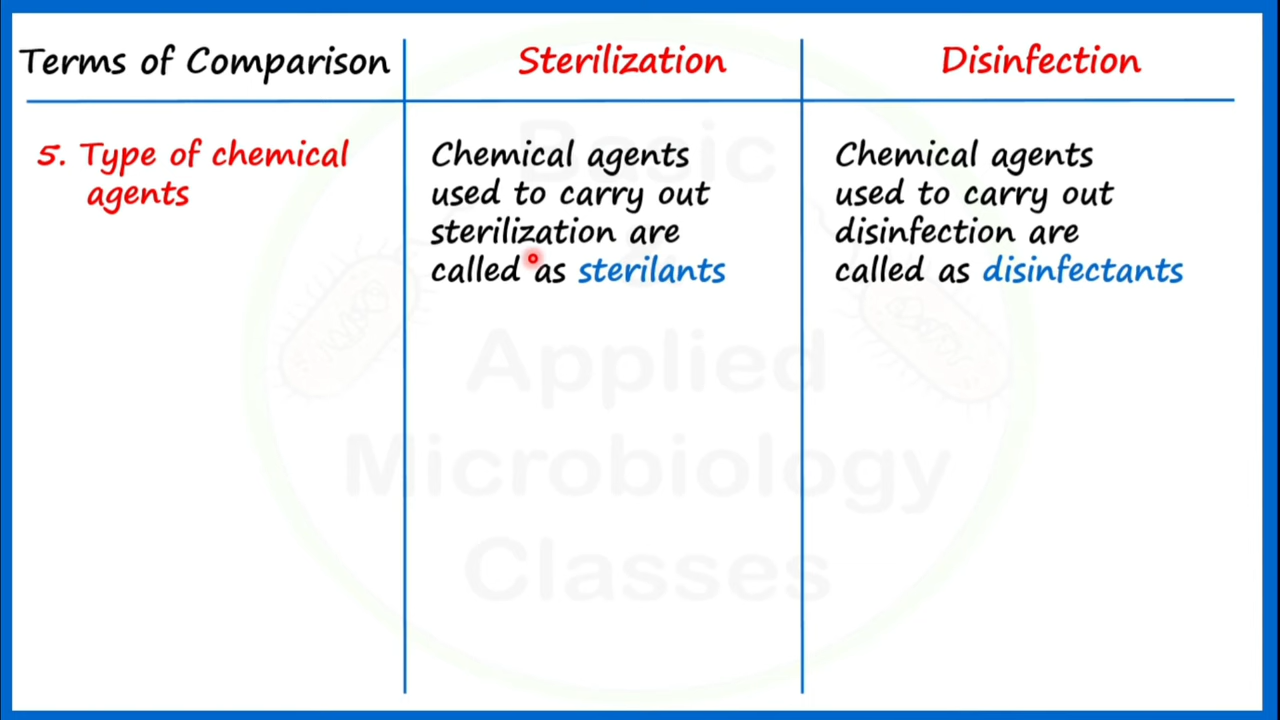 Terms of Comparison
Sterilization
Disinfection
5. Type of chemical
agents
Chemical agents
used to carry out
sterilization are
called as sterilants
Chemical agents
used to carry out
disinfection are
called as disinfectants
Basic
&
Applied
Microbiology
Classes